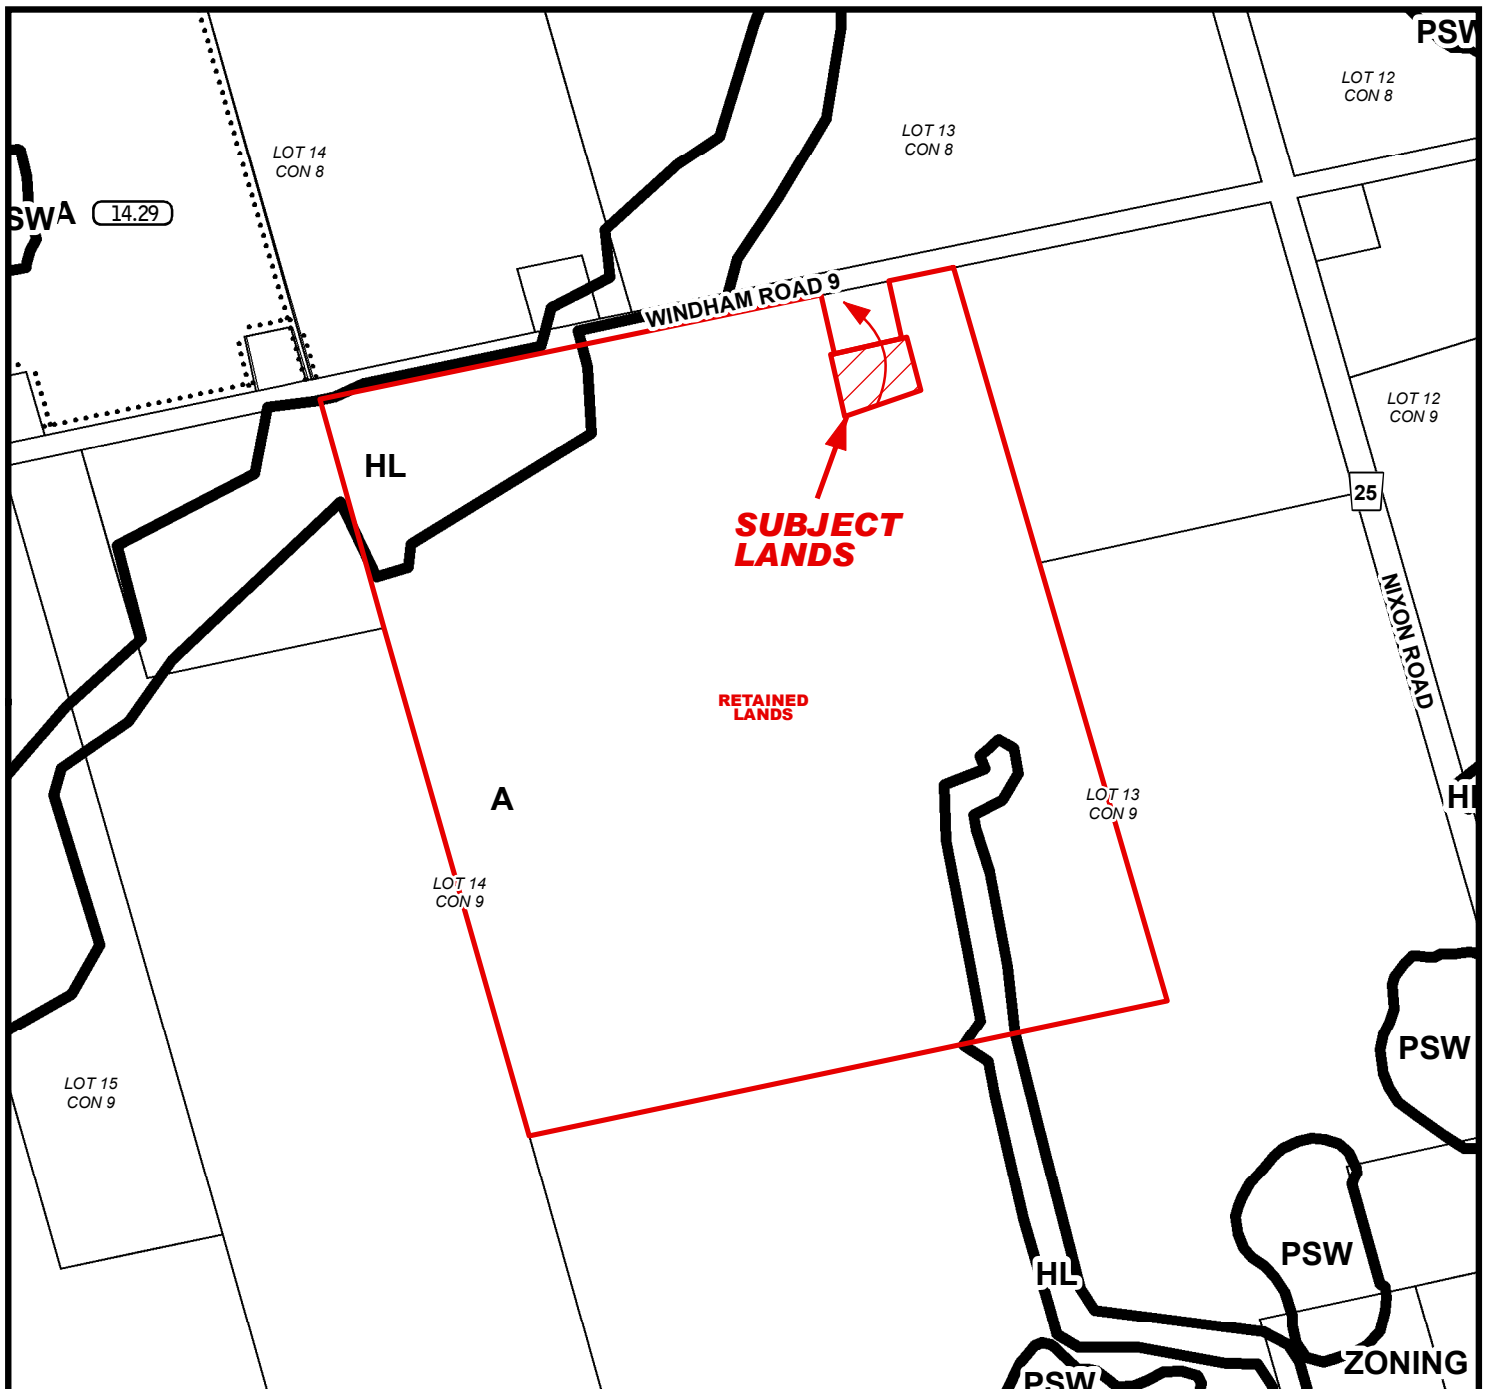 PSW
LOT 12
CON 8
LOT 13
CON 8
LOT 14
CON 8
SW A 14.29
WINDHAM ROAD 9
LOT 12
CON 9
HL
25
SUBJECT
LANDS
NIXON ROAD
RETAINED
LANDS
A
LOT 13
CON 9
HL
LOT 14
CON 9
PSW
LOT 15
CON 9
PSW
HL
ZONING
PSW